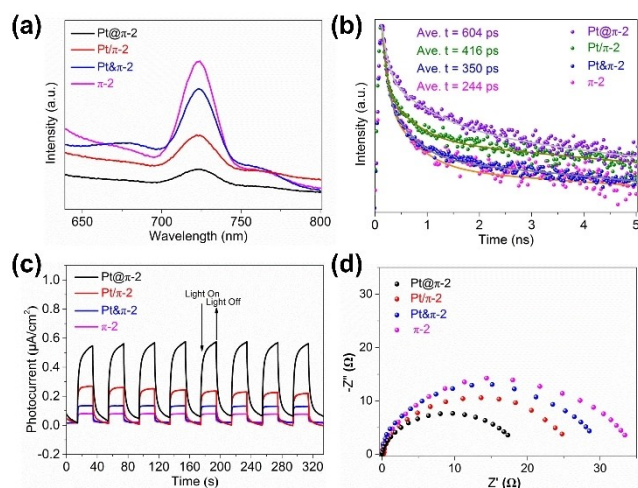 (a)
Pt@π-2
Pt/π-2
Pt&π-2
π-2
Intensity (a.u.)
650 700 750 800
Wavelength (nm)
(b)
Ave. t = 604 ps
Ave. t = 416 ps
Ave. t = 350 ps
Ave. t = 244 ps
Pt@π-2
Pt/π-2
Pt&π-2
π-2
Intensity (a.u.)
0 1 2 3 4 5
Time (ns)
(c)
Pt@π-2
Pt/π-2
Pt&π-2
π-2
Light On
Light Off
Photocurrent (μA/cm²)
1.0
0.8
0.6
0.4
0.2
0.0
-0.2
0 40 80 120 160 200 240 280 320
Time (s)
(d)
Pt@π-2
Pt/π-2
Pt&π-2
π-2
-Z" (Ω)
30
20
10
0
0 10 20 30
Z' (Ω)